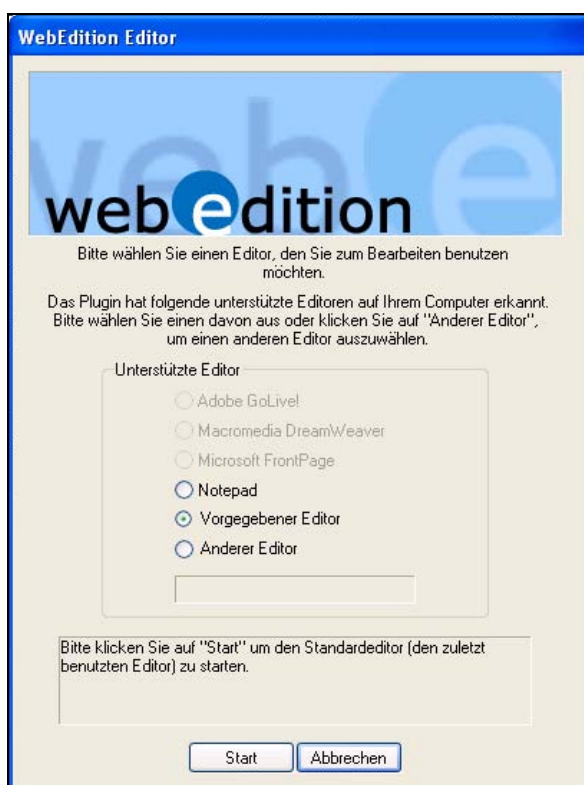 WebEdition Editor
web e
webedition
Bitte wählen Sie einen Editor, den Sie zum Bearbeiten benutzen
möchten.
Das Plugin hat folgende unterstützte Editoren auf Ihrem Computer erkannt.
Bitte wählen Sie einen davon aus oder klicken Sie auf "Anderer Editor",
um einen anderen Editor auszuwählen.
Unterstützte Editor
Adobe GoLive!
Macromedia DreamWeaver
Microsoft FrontPage
Notepad
Vorgegebener Editor
Anderer Editor
Bitte klicken Sie auf "Start" um den Standardeditor (den zuletzt
benutzten Editor) zu starten.
Start Abbrechen